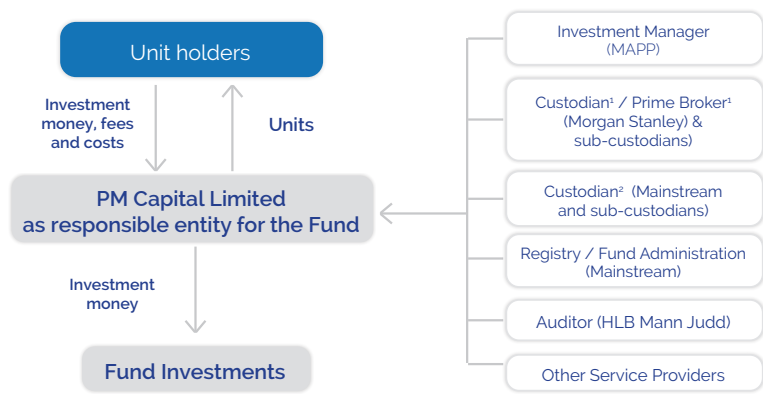 Unit holders
Investment
money, fees
and costs
Units
PM Capital Limited
as responsible entity for the Fund
Investment
money
Fund Investments
Investment Manager
(MAPP)
Custodian¹ / Prime Broker¹
(Morgan Stanley) &
sub-custodians)
Custodian² (Mainstream
and sub-custodians)
Registry / Fund Administration
(Mainstream)
Auditor (HLB Mann Judd)
Other Service Providers